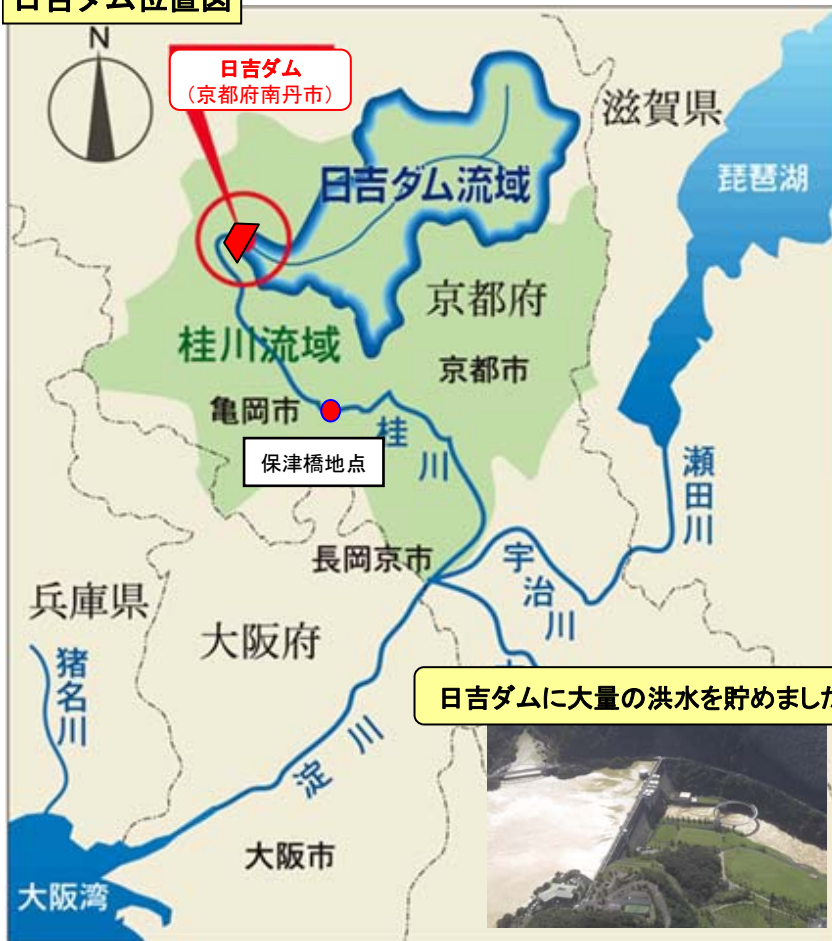 日吉ダム位置図
N
日吉ダム
（京都府南丹市）
滋賀県
琵琶湖
日吉ダム流域
京都府
桂川流域
京都市
亀岡市
桂川
保津橋地点
瀬田川
長岡京市
宇治川
兵庫県
大阪府
猪名川
日吉ダムに大量の洪水を貯めました
淀川
大阪市
大阪湾